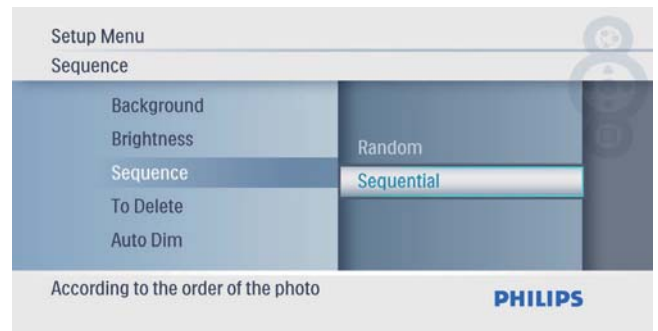 Setup Menu
Sequence
Background
Brightness
Sequence
To Delete
Auto Dim
Random
Sequential
According to the order of the photo
PHILIPS